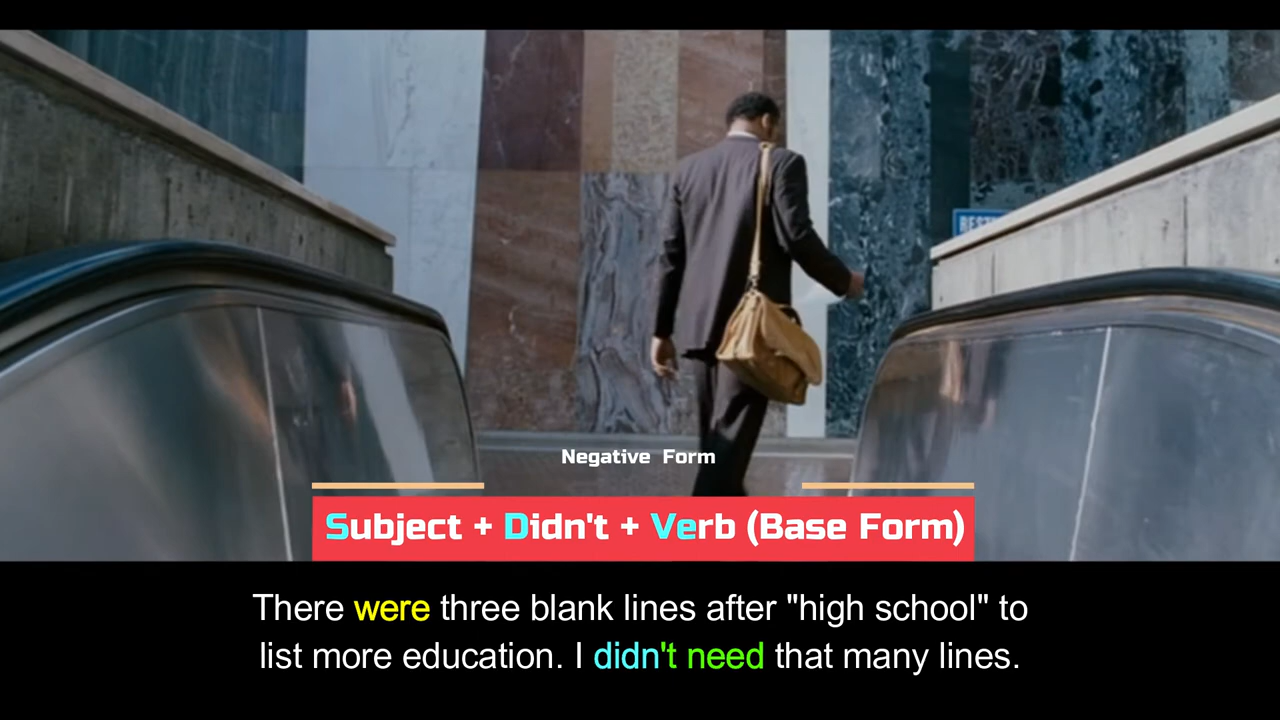 Negative Form
Subject + Didn't + Verb (Base Form)
There were three blank lines after "high school" to
list more education. I didn't need that many lines.